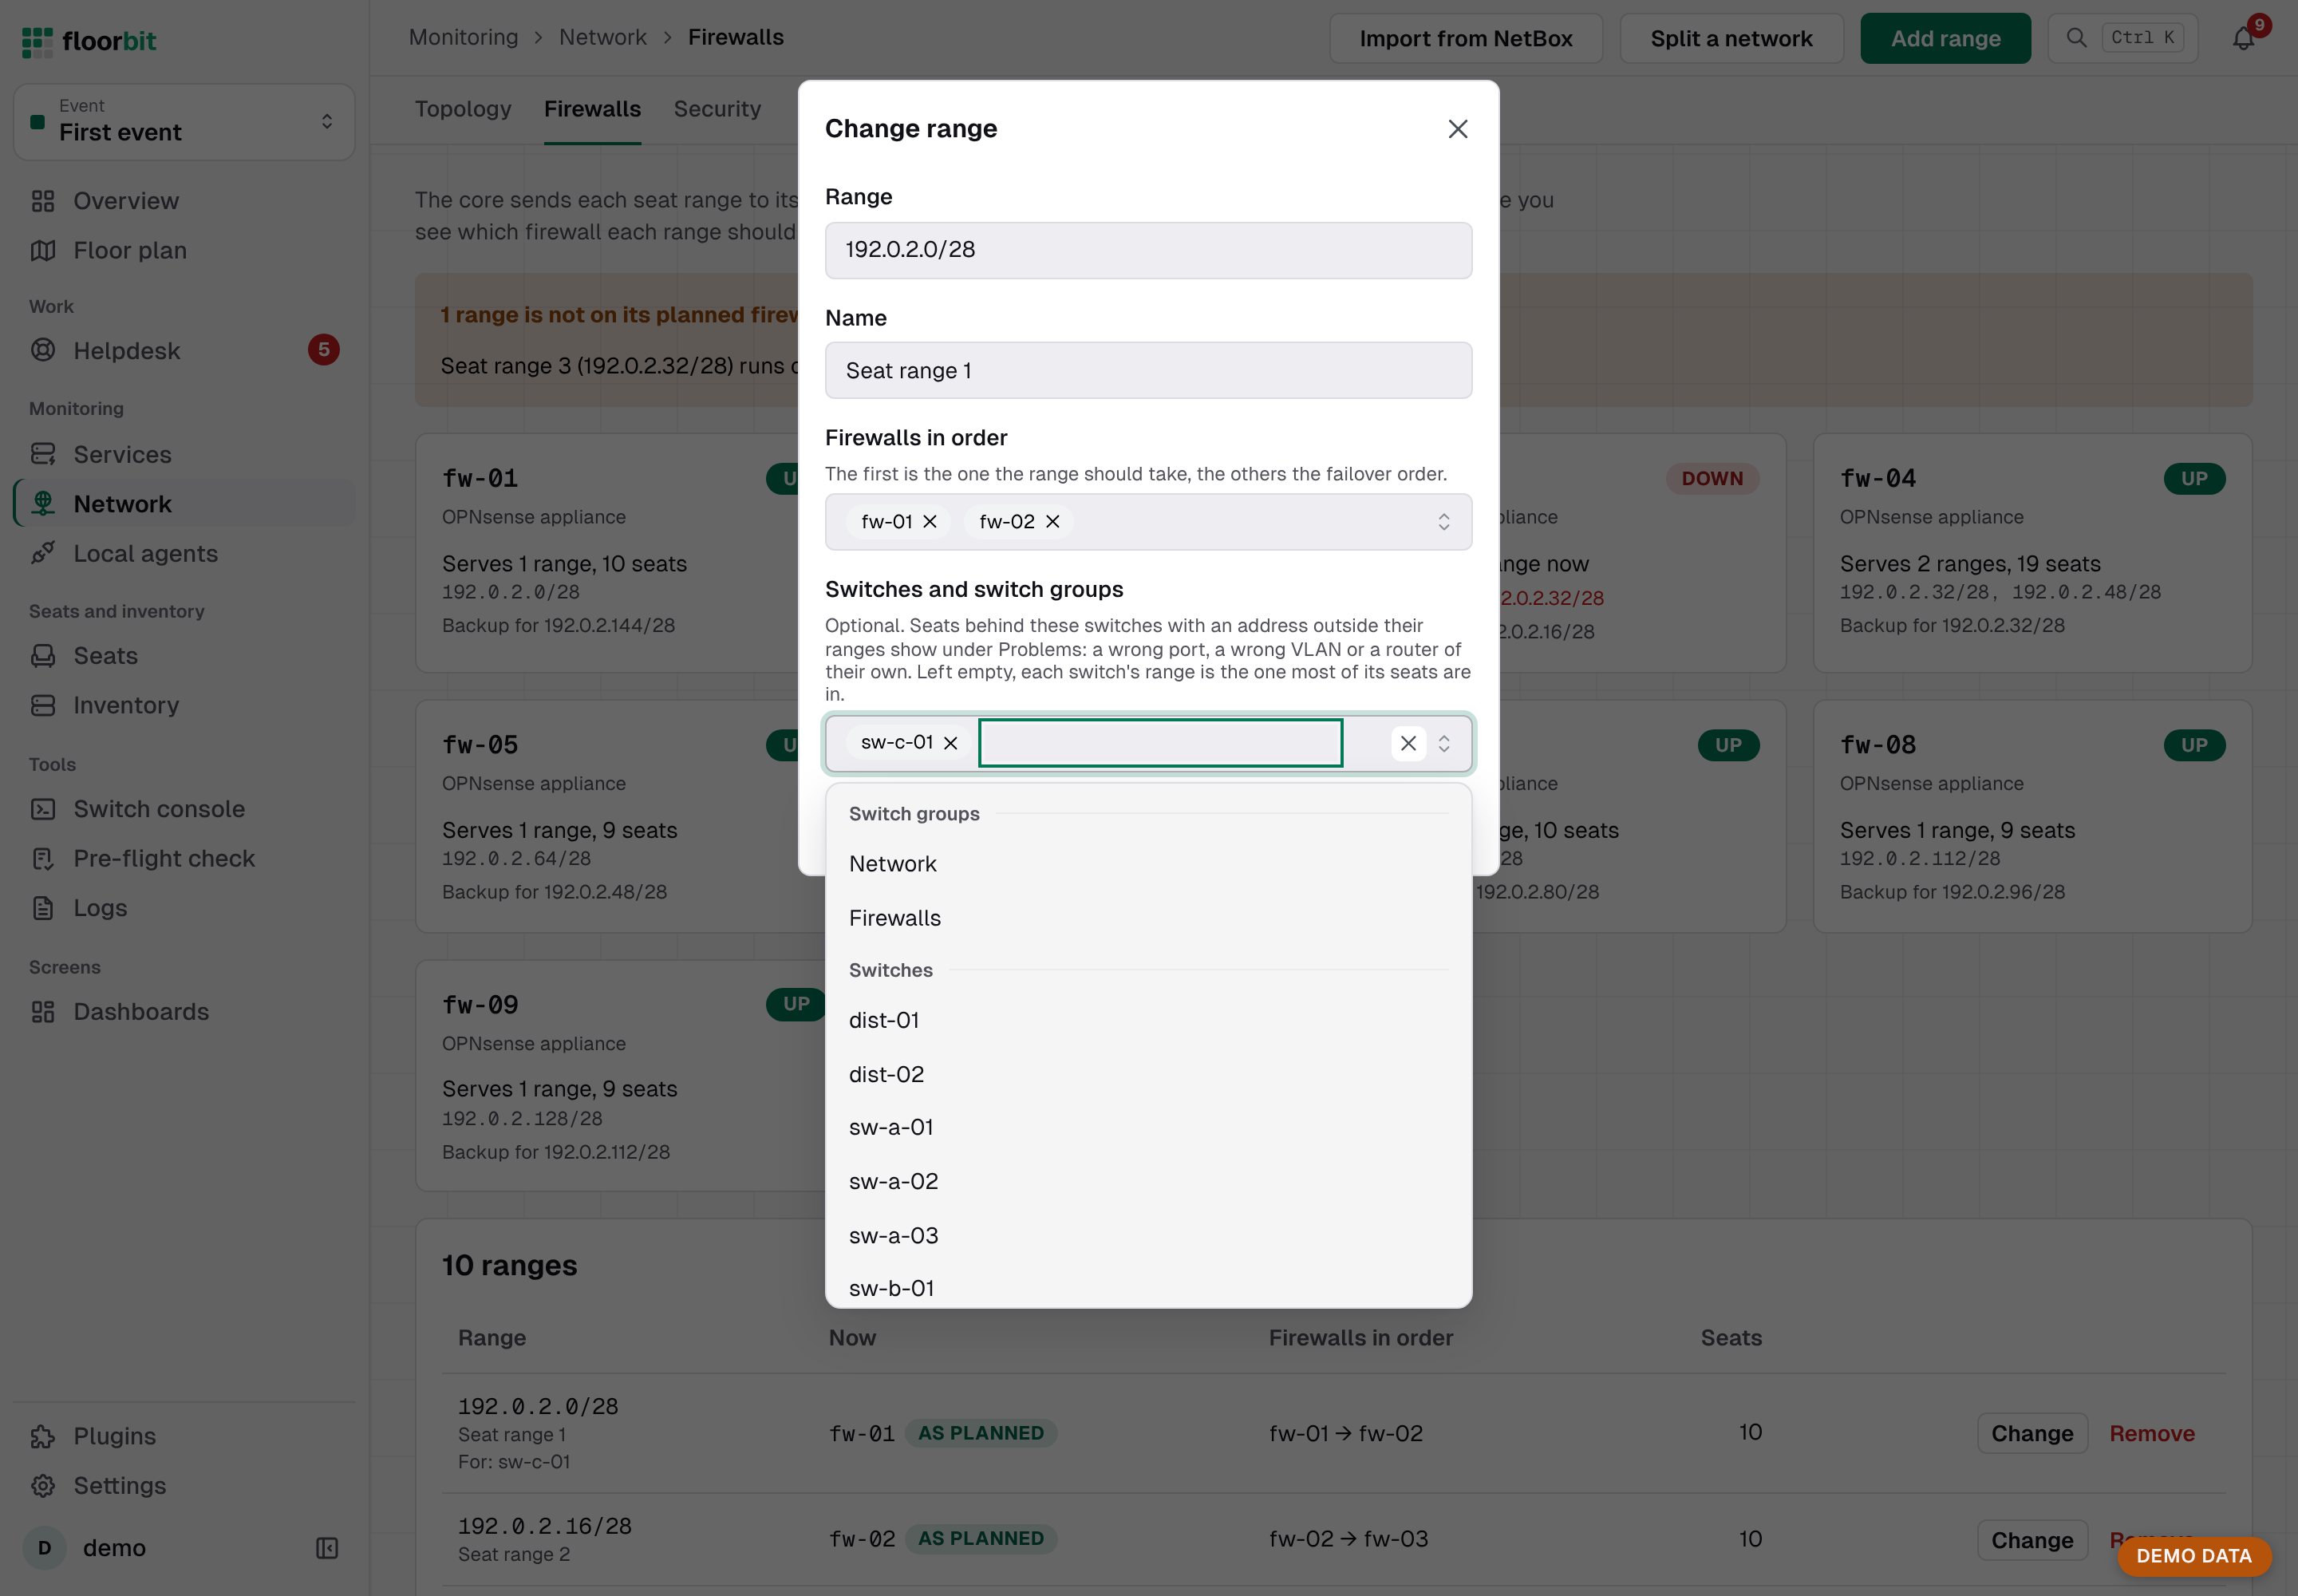 floorbit
Event
First event
Overview
Floor plan
Work
Helpdesk
5
Monitoring
Services
Network
Local agents
Seats and inventory
Seats
Inventory
Tools
Switch console
Pre-flight check
Logs
Screens
Dashboards
Plugins
Settings
D
demo
Monitoring > Network > Firewalls
Import from NetBox
Split a network
Add range
Ctrl K
9
Topology
Firewalls
Security
The core sends each seat range to its
e you
see which firewall each range should
1 range is not on its planned firew
Seat range 3 (192.0.2.32/28) runs
fw-01
OPNsense appliance
Serves 1 range, 10 seats
192.0.2.0/28
Backup for 192.0.2.144/28
DOWN
ange now
2.0.2.32/28
2.0.2.16/28
fw-04
UP
OPNsense appliance
Serves 2 ranges, 19 seats
192.0.2.32/28, 192.0.2.48/28
Backup for 192.0.2.32/28
fw-05
OPNsense appliance
Serves 1 range, 9 seats
192.0.2.64/28
Backup for 192.0.2.48/28
UP
ge, 10 seats
28
192.0.2.80/28
fw-08
UP
OPNsense appliance
Serves 1 range, 9 seats
192.0.2.112/28
Backup for 192.0.2.96/28
fw-09
UP
OPNsense appliance
Serves 1 range, 9 seats
192.0.2.128/28
Backup for 192.0.2.112/28
Change range
Range
192.0.2.0/28
Name
Seat range 1
Firewalls in order
The first is the one the range should take, the others the failover order.
fw-01
fw-02
Switches and switch groups
Optional. Seats behind these switches with an address outside their
ranges show under Problems: a wrong port, a wrong VLAN or a router of
their own. Left empty, each switch's range is the one most of its seats are
in.
sw-c-01
Switch groups
Network
Firewalls
Switches
dist-01
dist-02
sw-a-01
sw-a-02
sw-a-03
sw-b-01
10 ranges
Range
Now
Firewalls in order
Seats
192.0.2.0/28
Seat range 1
For: sw-c-01
fw-01
AS PLANNED
fw-01 → fw-02
10
Change
Remove
192.0.2.16/28
Seat range 2
fw-02
AS PLANNED
fw-02 → fw-03
10
Change
DEMO DATA